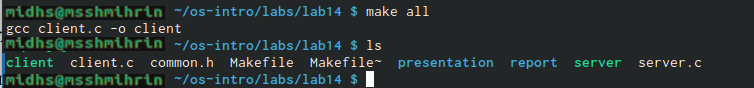 midhs@msshmihrin ~/os-intro/labs/lab14 $ make all
gcc client.c -o client
midhs@msshmihrin ~/os-intro/labs/lab14 $ ls
client client.c common.h Makefile Makefile~ presentation report server server.c
midhs@msshmihrin ~/os-intro/labs/lab14 $